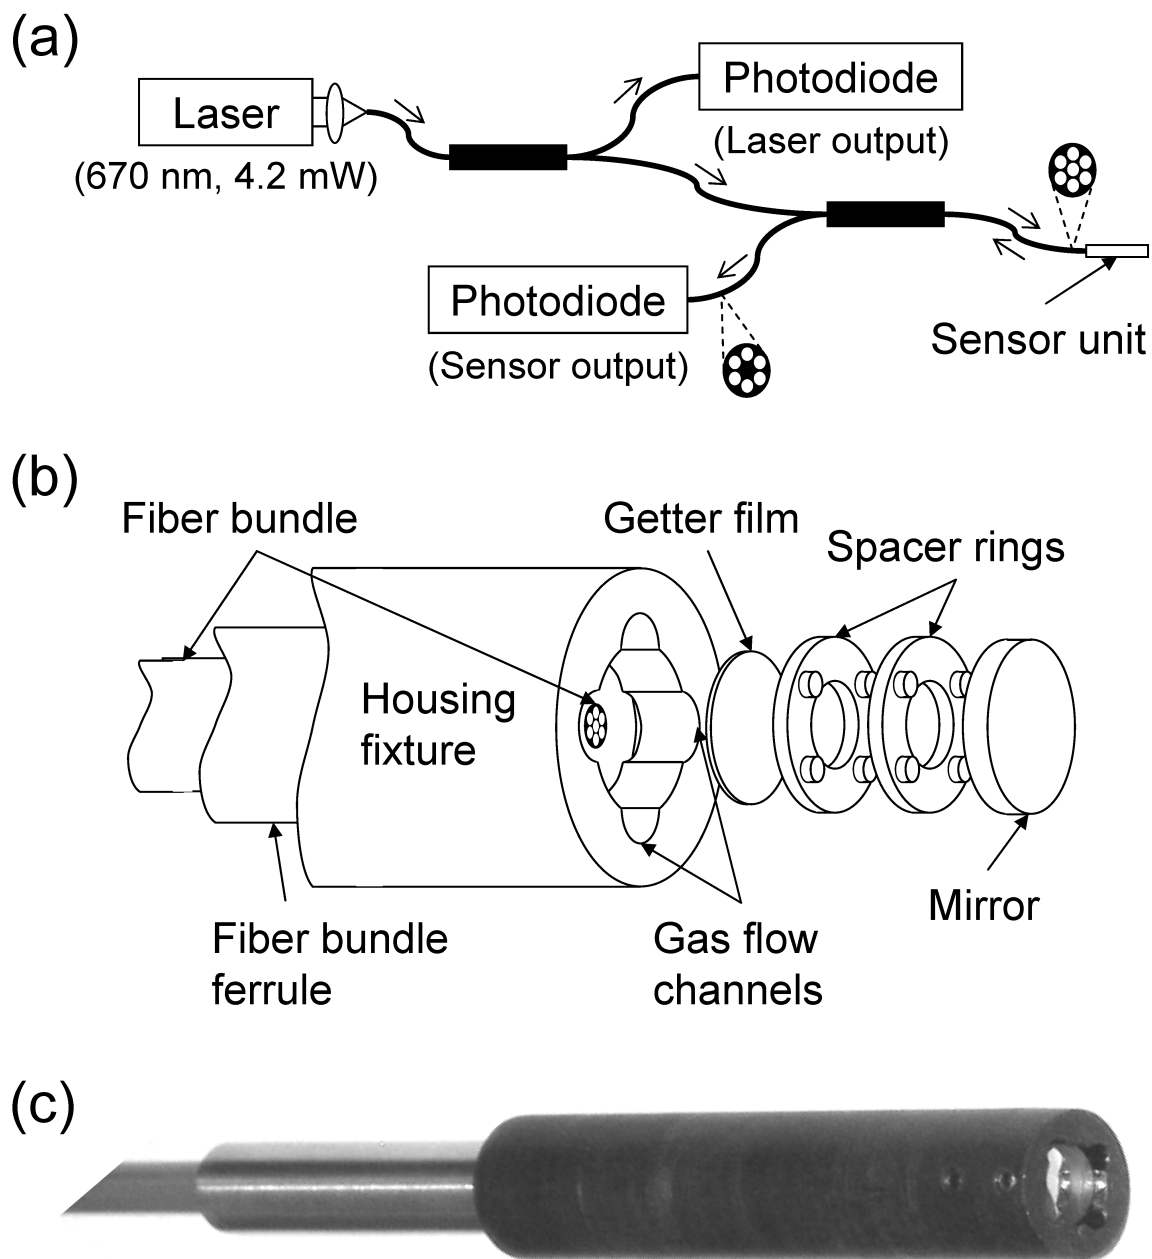 (a)
Laser
(670 nm, 4.2 mW)
Photodiode
(Laser output)
Photodiode
(Sensor output)
Sensor unit
(b)
Fiber bundle
Getter film
Spacer rings
Housing
fixture
Mirror
Fiber bundle
ferrule
Gas flow
channels
(c)